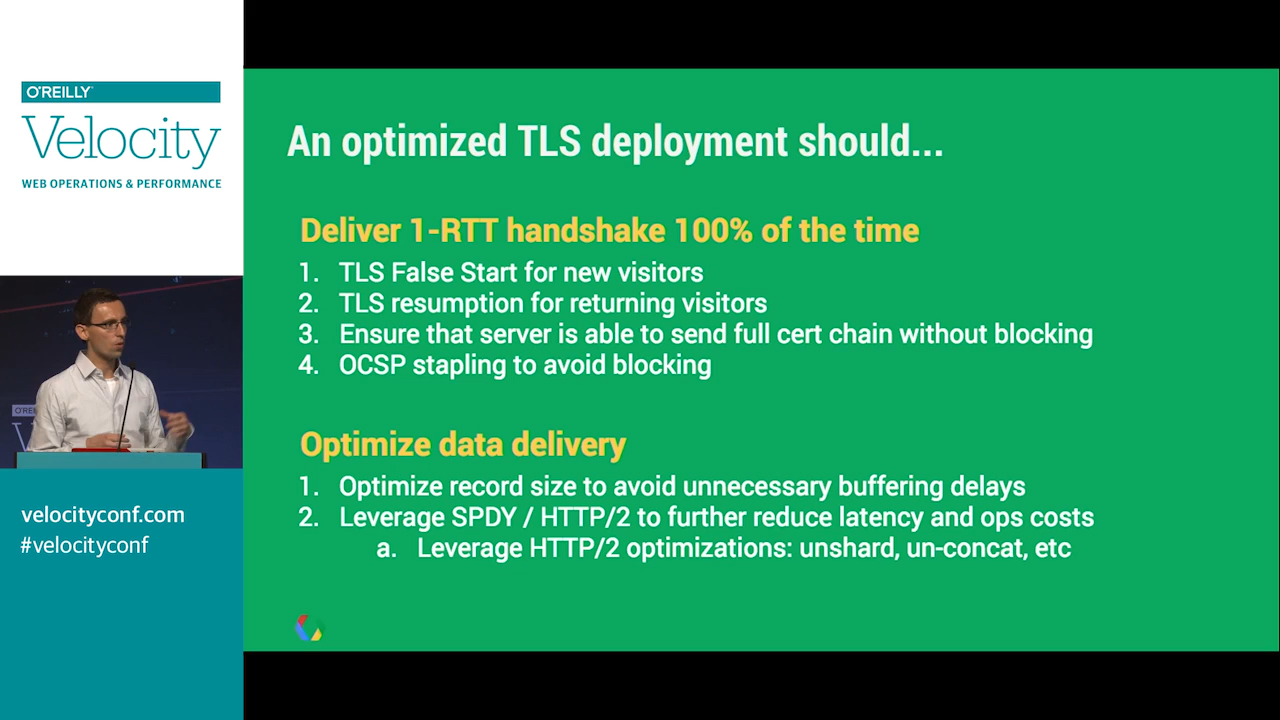 O'REILLY
Velocity
WEB OPERATIONS & PERFORMANCE
velocityconf.com
#velocityconf
An optimized TLS deployment should...
Deliver 1-RTT handshake 100% of the time
1. TLS False Start for new visitors
2. TLS resumption for returning visitors
3. Ensure that server is able to send full cert chain without blocking
4. OCSP stapling to avoid blocking
Optimize data delivery
1. Optimize record size to avoid unnecessary buffering delays
2. Leverage SPDY / HTTP/2 to further reduce latency and ops costs
a. Leverage HTTP/2 optimizations: unshard, un-concat, etc